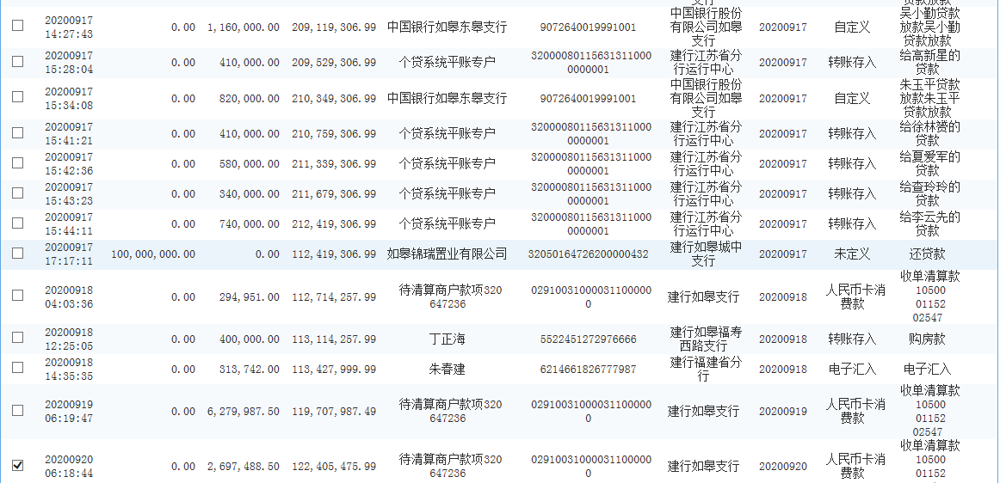 贷款放款
20200917 14:27:43 0.00 1,160,000.00 209,119,306.99 中国银行如皋东皋支行 9072640019991001 中国银行股份有限公司如皋支行 20200917 自定义 吴小勤贷款放款吴小勤贷款放款
20200917 15:28:04 0.00 410,000.00 209,529,306.99 个贷系统平账专户 320000801156313110000000001 建行江苏省分行运行中心 20200917 转账存入 给高新星的贷款
20200917 15:34:08 0.00 820,000.00 210,349,306.99 中国银行如皋东皋支行 9072640019991001 中国银行股份有限公司如皋支行 20200917 自定义 朱玉平贷款放款朱玉平贷款放款
20200917 15:41:21 0.00 410,000.00 210,759,306.99 个贷系统平账专户 320000801156313110000000001 建行江苏省分行运行中心 20200917 转账存入 给徐林赟的贷款
20200917 15:42:36 0.00 580,000.00 211,339,306.99 个贷系统平账专户 320000801156313110000000001 建行江苏省分行运行中心 20200917 转账存入 给夏爱军的贷款
20200917 15:43:23 0.00 340,000.00 211,679,306.99 个贷系统平账专户 320000801156313110000000001 建行江苏省分行运行中心 20200917 转账存入 给查玲玲的贷款
20200917 15:44:11 0.00 740,000.00 212,419,306.99 个贷系统平账专户 320000801156313110000000001 建行江苏省分行运行中心 20200917 转账存入 给李云先的贷款
20200917 17:17:11 100,000,000.00 0.00 112,419,306.99 如皋锦瑞置业有限公司 32050164726200000432 建行如皋城中支行 20200917 未定义 还贷款
20200918 04:03:36 0.00 294,951.00 112,714,257.99 待清算商户款项320647236 029100310000311000000 建行如皋支行 20200918 人民币卡消费款 收单清算款 10500 01152 02547
20200918 12:25:05 0.00 400,000.00 113,114,257.99 丁正海 5522451272976666 建行如皋福寿西路支行 20200918 转账存入 购房款
20200918 14:35:35 0.00 313,742.00 113,427,999.99 朱春建 6214661826777987 建行福建省分行 20200918 电子汇入 电子汇入
20200919 06:19:47 0.00 6,279,987.50 119,707,987.49 待清算商户款项320647236 029100310000311000000 建行如皋支行 20200919 人民币卡消费款 收单清算款 10500 01152 02547
20200920 06:18:44 0.00 2,697,488.50 122,405,475.99 待清算商户款项320647236 029100310000311000000 建行如皋支行 20200920 人民币卡消费款 收单清算款 10500 01152